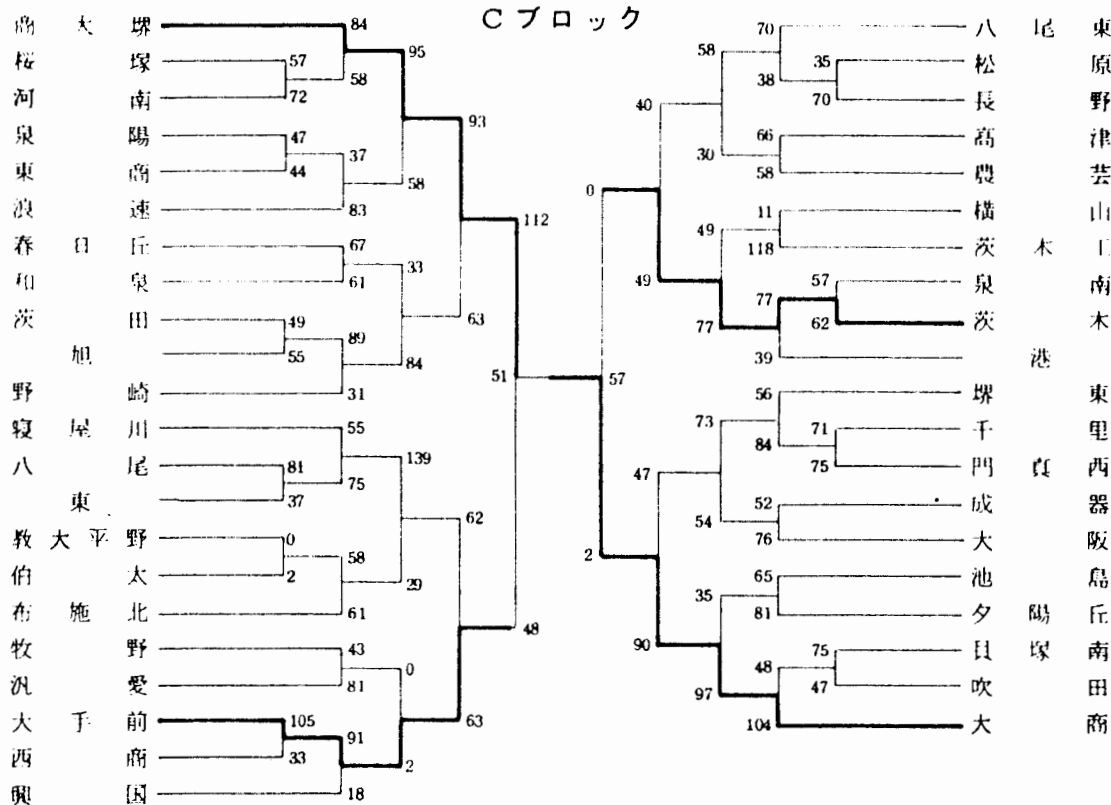 Cブロック
商大堺 84
95
桜塚 57
58
河南 72
93
泉陽 47
37
東商 44
58
浪速 83
112
春日丘 67
33
和泉 61
63
茨田 49
89
旭 55
84
野崎 31
51
寝屋川 55
139
八尾 81
75
東 37
62
教大平野 0
58
伯太 2
29
布施北 61
48
牧野 43
0
汎愛 81
63
大手前 105
91
西商 33
2
興国 18
70 八尾東
58
35 松原
38
70 長野
40
66 高津
30
58 農芸
0
11 横山
49
118 茨木工
49
57 泉南
77
62 茨木
77
39 港
57
56 堺東
73
71 千里
84
75 門真西
47
52 成器
54
76 大阪
2
65 池島
35
81 夕陽丘
90
75 貝塚南
48
47 吹田
97
104 大商